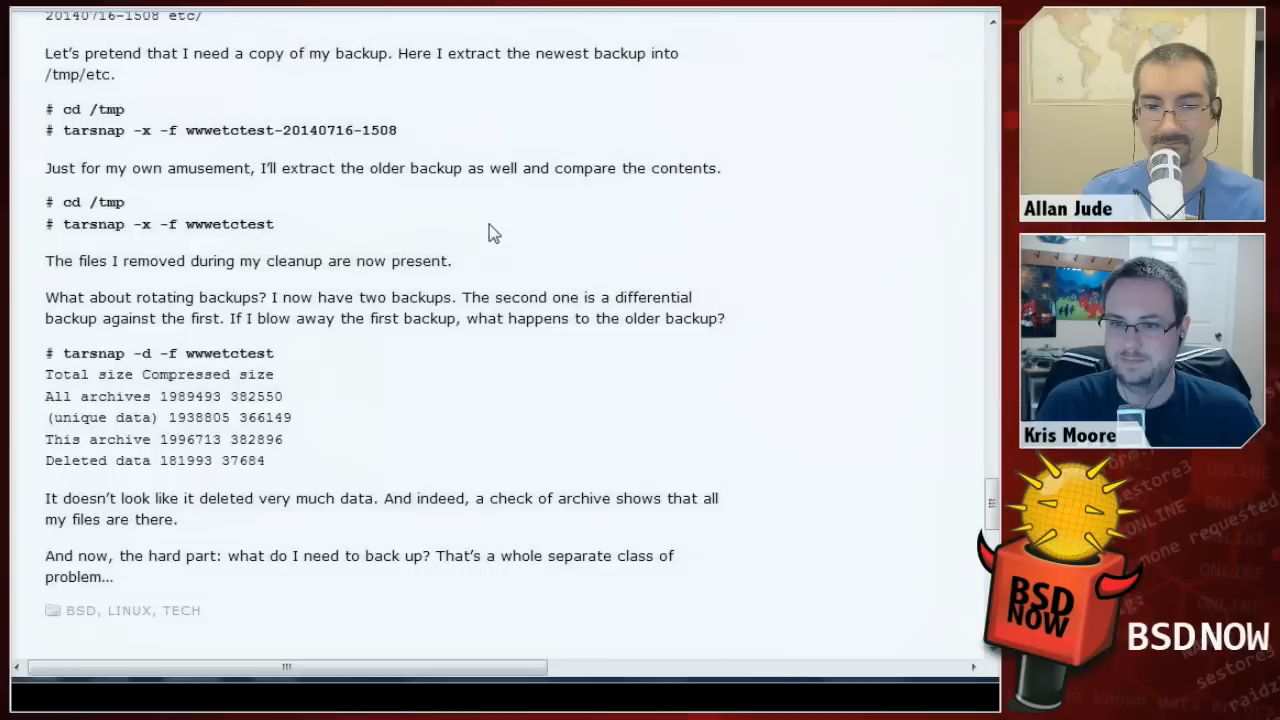 20140716-1508 etc/
Let's pretend that I need a copy of my backup. Here I extract the newest backup into
/tmp/etc.
# cd /tmp
# tarsnap -x -f wwwetctest-20140716-1508
Just for my own amusement, I'll extract the older backup as well and compare the contents.
# cd /tmp
# tarsnap -x -f wwwetctest
The files I removed during my cleanup are now present.
What about rotating backups? I now have two backups. The second one is a differential
backup against the first. If I blow away the first backup, what happens to the older backup?
# tarsnap -d -f wwwetctest
Total size Compressed size
All archives 1989493 382550
(unique data) 1938805 366149
This archive 1996713 382896
Deleted data 181993 37684
It doesn't look like it deleted very much data. And indeed, a check of archive shows that all
my files are there.
And now, the hard part: what do I need to back up? That's a whole separate class of
problem...
BSD, LINUX, TECH
Allan Jude
Kris Moore
BSD
NOW
BSDNOW
ONLINE
ONLINE
ONLINE
none requested
ONLINE